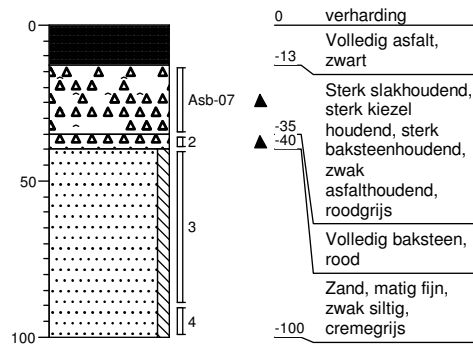 0
50
100
Asb-07
2
3
4
0 verharding
Volledig asfalt,
zwart
-13
Sterk slakhoudend,
sterk kiezel
houdend, sterk
baksteenhoudend,
zwak
asfalthoudend,
roodgrijs
-35
Volledig baksteen,
rood
-40
Zand, matig fijn,
zwak siltig,
cremegrijs
-100